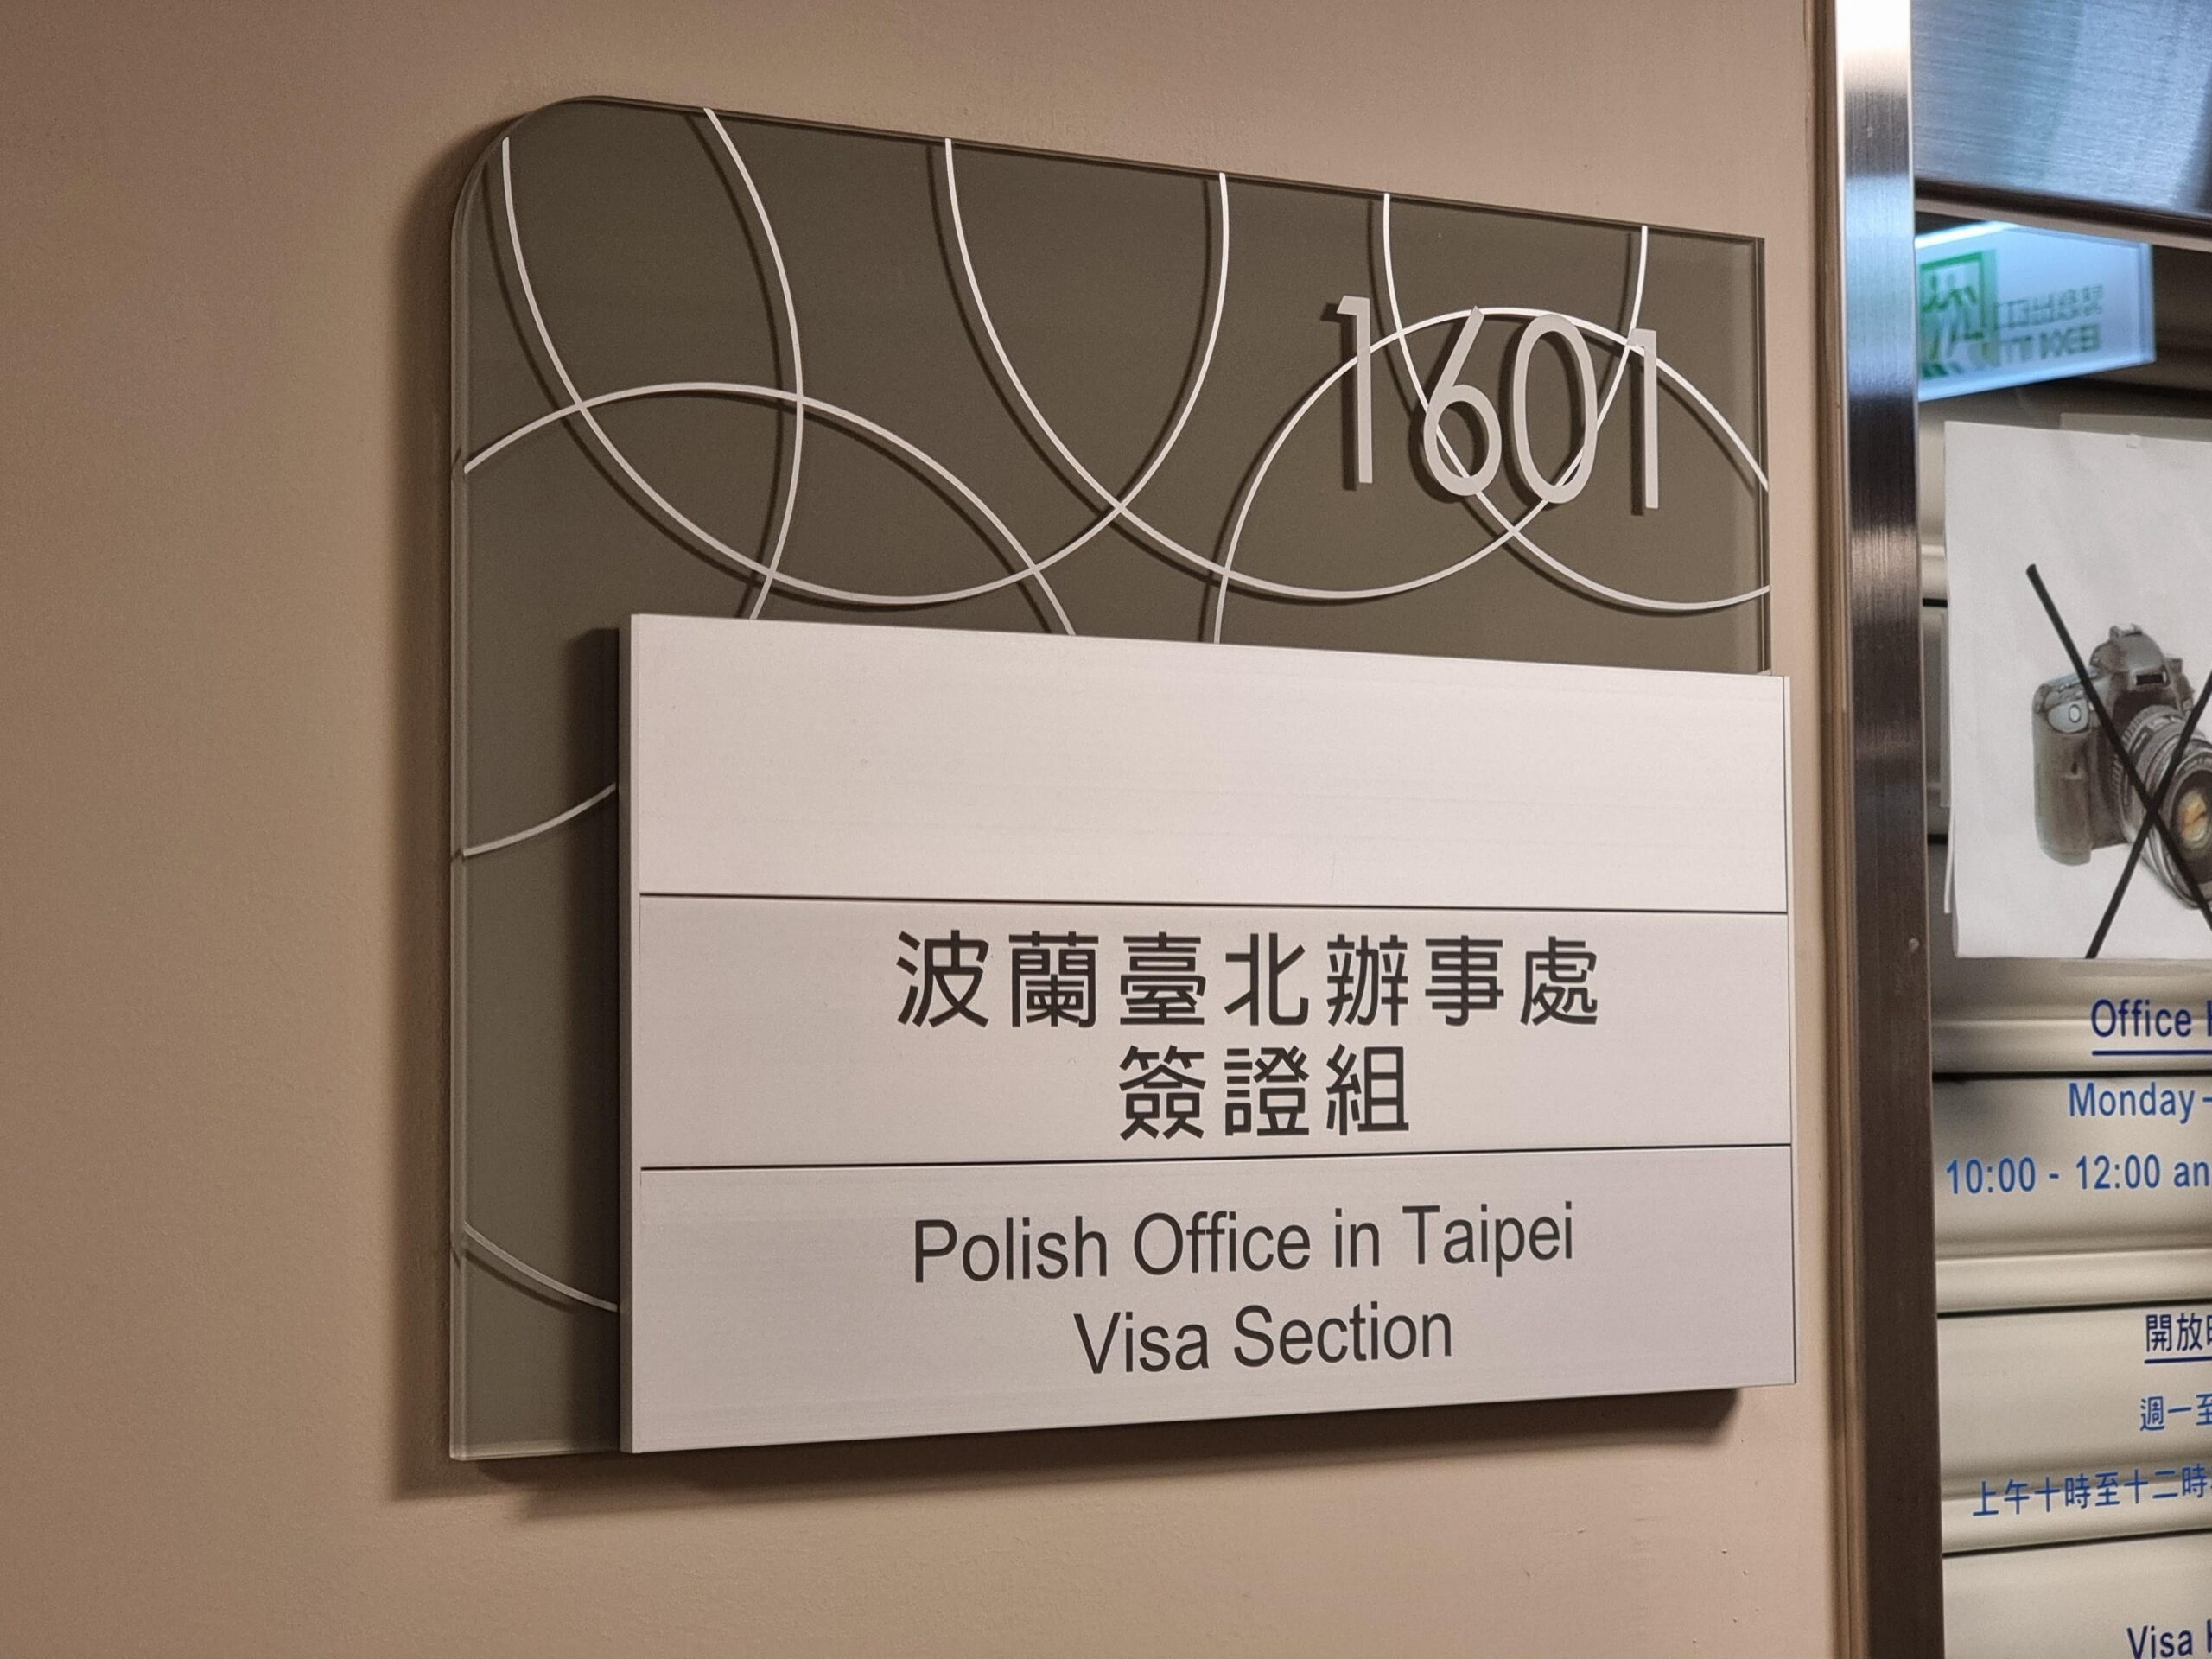 1601
波蘭臺北辦事處
簽證組
Polish Office in Taipei
Visa Section
Office
Monday -
10:00 - 12:00
開放
週一至
上午十時至十二時
Visa